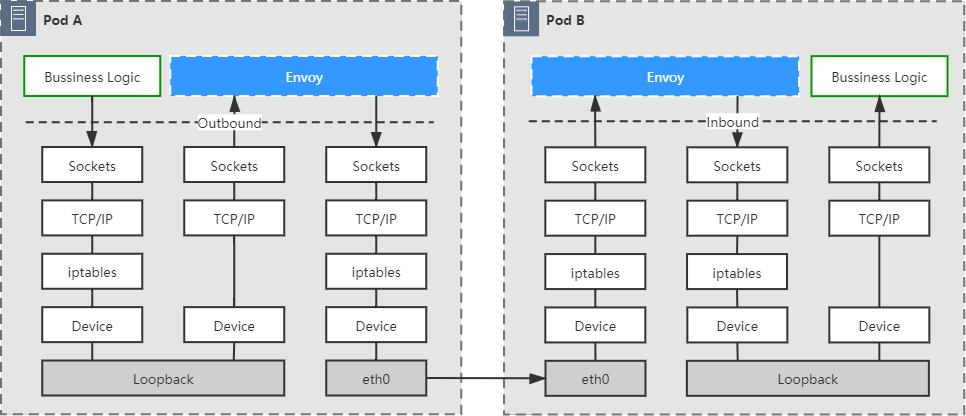 Pod A
Bussiness Logic
Envoy
Outbound
Sockets
Sockets
Sockets
TCP/IP
TCP/IP
TCP/IP
iptables
iptables
Device
Device
Device
Loopback
eth0
Pod B
Envoy
Bussiness Logic
Inbound
Sockets
Sockets
Sockets
TCP/IP
TCP/IP
TCP/IP
iptables
iptables
Device
Device
Device
eth0
Loopback